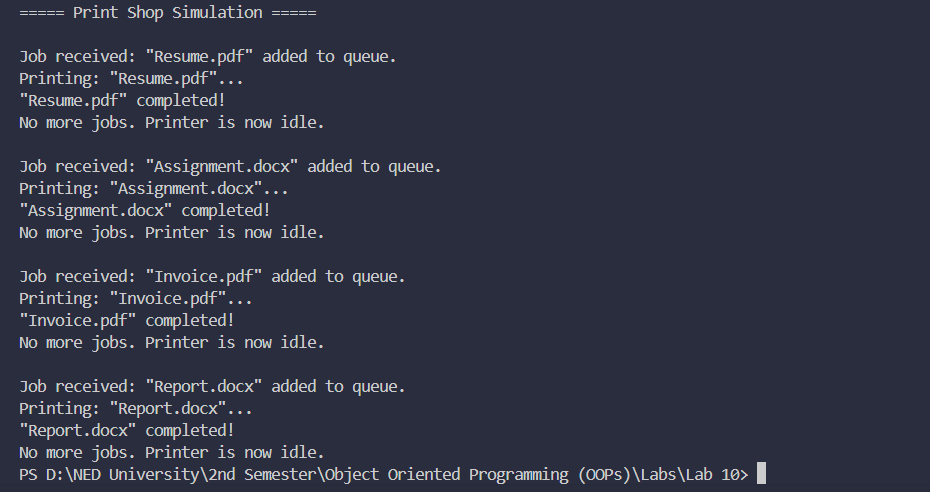 ===== Print Shop Simulation =====
Job received: "Resume.pdf" added to queue.
Printing: "Resume.pdf"...
"Resume.pdf" completed!
No more jobs. Printer is now idle.
Job received: "Assignment.docx" added to queue.
Printing: "Assignment.docx"...
"Assignment.docx" completed!
No more jobs. Printer is now idle.
Job received: "Invoice.pdf" added to queue.
Printing: "Invoice.pdf"...
"Invoice.pdf" completed!
No more jobs. Printer is now idle.
Job received: "Report.docx" added to queue.
Printing: "Report.docx"...
"Report.docx" completed!
No more jobs. Printer is now idle.
PS D:\NED University\2nd Semester\Object Oriented Programming (OOPs)\Labs\Lab 10>